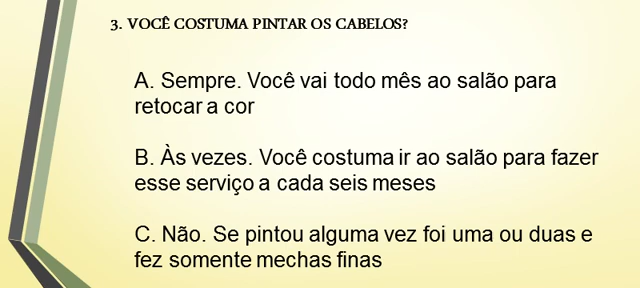 3. VOCÊ COSTUMA PINTAR OS CABELOS?
A. Sempre. Você vai todo mês ao salão para
retocar a cor
B. Às vezes. Você costuma ir ao salão para fazer
esse serviço a cada seis meses
C. Não. Se pintou alguma vez foi uma ou duas e
fez somente mechas finas